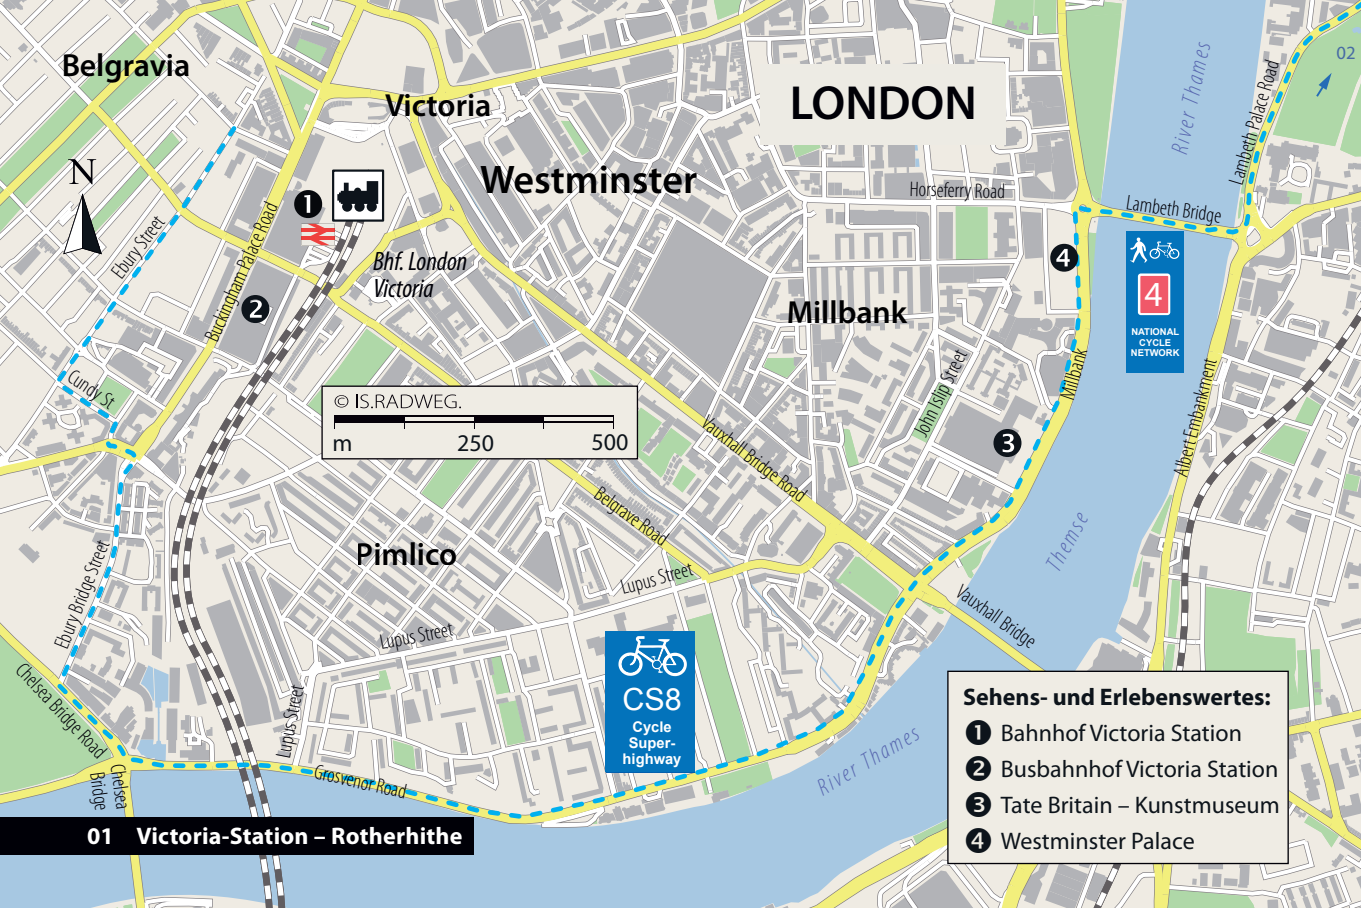 Belgravia
Victoria
LONDON
River Thames
Lambeth Palace Road
02
N
Westminster
Horseferry Road
Lambeth Bridge
1
Ebury Street
Buckingham Palace Road
Bhf. London
Victoria
4
4
NATIONAL
CYCLE
NETWORK
2
Millbank
Cundy St
© IS.RADWEG.
m 250 500
John Islip Street
Millbank
Albert Embankment
3
Vauxhall Bridge Road
Belgrave Road
Themse
Pimlico
Lupus Street
Ebury Bridge Street
Lupus Street
Vauxhall Bridge
CS8
Cycle
Super-
highway
Chelsea Bridge Road
Lupus Street
River Thames
Grosvenor Road
Chelsea
Bridge
Sehens- und Erlebenswertes:
1 Bahnhof Victoria Station
2 Busbahnhof Victoria Station
3 Tate Britain – Kunstmuseum
4 Westminster Palace
01 Victoria-Station – Rotherhithe